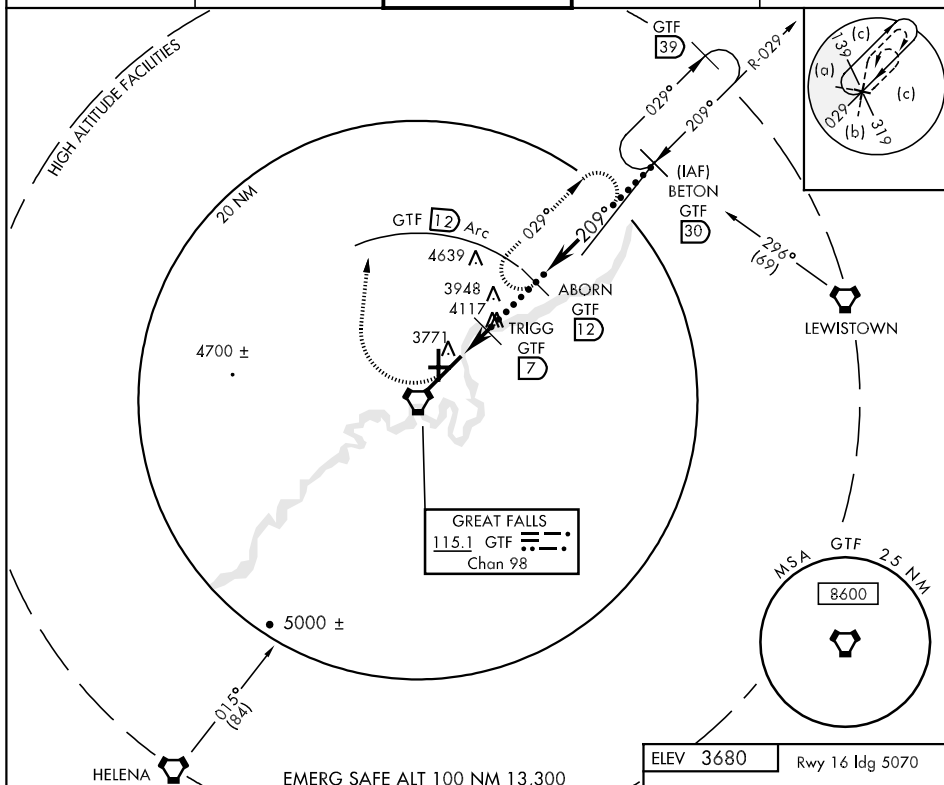 GTF
39
R-029
029°
209°
HIGH ALTITUDE FACILITIES
(c)
139
(a)
(c)
029
(b)
319
(IAF)
BETON
GTF
30
20 NM
029°
209°
GTF 12 Arc
296°
(69)
4639
3948
4117
ABORN
GTF
12
LEWISTOWN
TRIGG
GTF
7
3771
4700 ±
GREAT FALLS
115.1 GTF
Chan 98
MSA GTF 25 NM
8600
5000 ±
015°
(84)
HELENA
EMERG SAFE ALT 100 NM 13,300
ELEV 3680
Rwy 16 ldg 5070